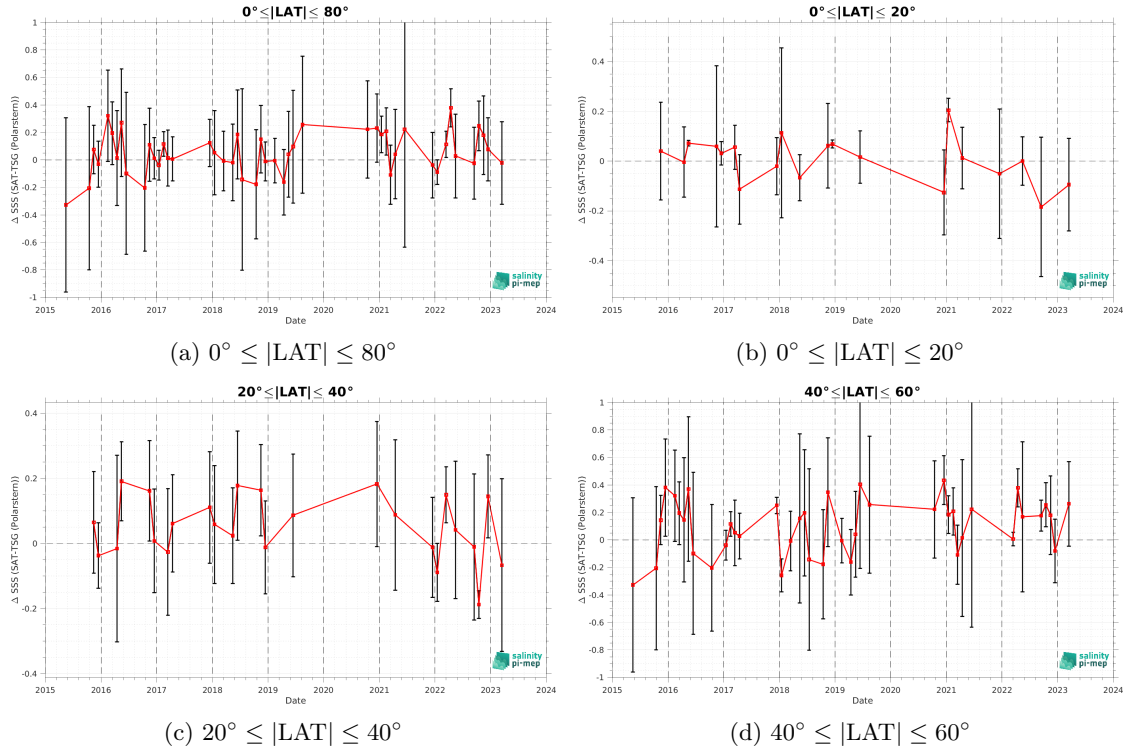 0°≤|LAT|≤ 80°
Δ SSS (SAT-TSG (Polarstern))
1
0.8
0.6
0.4
0.2
0
-0.2
-0.4
-0.6
-0.8
-1
2015 2016 2017 2018 2019 2020 2021 2022 2023 2024
Date
salinity
pi-mep
(a) 0° ≤ |LAT| ≤ 80°
0°≤|LAT|≤ 20°
Δ SSS (SAT-TSG (Polarstern))
0.4
0.2
0
-0.2
-0.4
2015 2016 2017 2018 2019 2020 2021 2022 2023 2024
Date
salinity
pi-mep
(b) 0° ≤ |LAT| ≤ 20°
20°≤|LAT|≤ 40°
Δ SSS (SAT-TSG (Polarstern))
0.4
0.2
0
-0.2
-0.4
2015 2016 2017 2018 2019 2020 2021 2022 2023 2024
Date
salinity
pi-mep
(c) 20° ≤ |LAT| ≤ 40°
40°≤|LAT|≤ 60°
Δ SSS (SAT-TSG (Polarstern))
1
0.8
0.6
0.4
0.2
0
-0.2
-0.4
-0.6
-0.8
-1
2015 2016 2017 2018 2019 2020 2021 2022 2023 2024
Date
salinity
pi-mep
(d) 40° ≤ |LAT| ≤ 60°